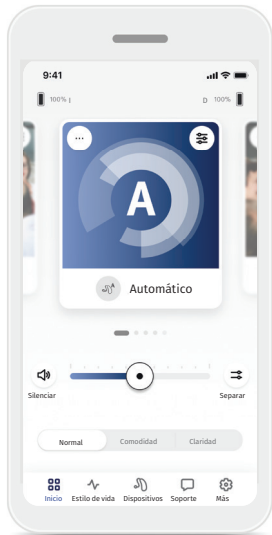 9:41
100% I
D 100%
A
Automático
Silenciar
Separar
Normal Comodidad Claridad
Inicio Estilo de vida Dispositivos Soporte Más